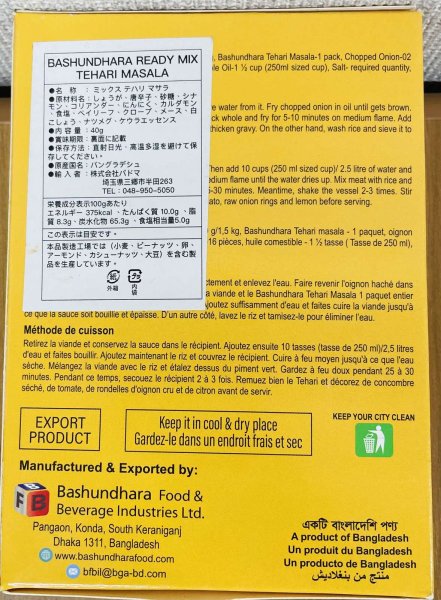 BASHUNDHARA READY MIX
TEHARI MASALA
●名　称　：ミックス テハリ マサラ
●原材料名：しょうが、唐辛子、砂糖、シナ
モン、コリアンダー、にんにく、カルダモン
、食塩、ベイリーフ、クローブ、メース、白
こしょう、ナツメグ、ケウラエッセンス
●内 容 量：40g
●賞味期限：裏面に記載
●保存方法：直射日光・高温多湿を避けて保
存してください。
●原産国名：バングラデシュ
●輸 入 者：株式会社パドマ
埼玉県三郷市半田263
TEL：048-950-5050
栄養成分表示100gあたり
エネルギー 375kcal、たんぱく質 10.0g 、脂
質 8.3g、炭水化物 65.3g、食塩相当量5.0g
この表示は目安です。
本品製造工場では（小麦・ピーナッツ・卵・
アーモンド・カシューナッツ・大豆）を含む製
品を生産しています。
外箱
内袋
, Bashundhara Tehari Masala-1 pack, Chopped Onion-02
le Oil-1 ½ cup (250ml sized cup), Salt- required quantity,
re water from it. Fry chopped onion in oil until gets brown.
ck whole and fry for 5-10 minutes on medium flame. Add
thicken gravy. On the other hand, wash rice and sieve it to
hen add 10 cups (250 ml sized cup)/ 2.5 litre of water and
dium flame until the water dries up. Mix meat with rice and
-30 minutes. Meantime, shake the vessel 2-3 times. Stir
ato, raw onion rings and lemon before serving.
g/1,5 kg, Bashundhara Tehari masala - 1 paquet, oignon
16 pièces, huile comestible - 1 ½ tasse ( Tasse de 250 ml),
ctement et enlevez l'eau. Faire revenir l'oignon haché dans
a viande et le Bashundhara Tehari Masala 1 paquet entier
joutez suffisamment d'eau et faites cuire la viande jusqu'à
ce que la sauce soit bouillie et épaisse. D'un autre côté, lavez le riz et tamisez-le pour éliminer l'eau.
Méthode de cuisson
Retirez la viande et conservez la sauce dans le récipient. Ajoutez ensuite 10 tasses (tasse de 250 ml)/2,5 litres
d'eau et faites bouillir. Ajoutez maintenant le riz et couvrez le récipient. Cuire à feu moyen jusqu'à ce que l'eau
sèche. Mélangez la viande avec le riz et étalez dessus du piment vert. Gardez à feu doux pendant 25 à 30
minutes. Pendant ce temps, secouez le récipient 2 à 3 fois. Remuez bien le Tehari et décorez de concombre
séché, de tomate, de rondelles d'oignon cru et de citron avant de servir.
EXPORT
PRODUCT
Keep it in cool & dry place
Gardez-le dans un endroit frais et sec
KEEP YOUR CITY CLEAN
Manufactured & Exported by:
FBB
Bashundhara Food &
Beverage Industries Ltd.
Pangaon, Konda, South Keraniganj
Dhaka 1311, Bangladesh
www.bashundharafood.com
bfbil@bga-bd.com
একটি বাংলাদেশি পণ্য
A product of Bangladesh
Un produit du Bangladesh
Un producto de Bangladesh
منتج من بنغلاديش